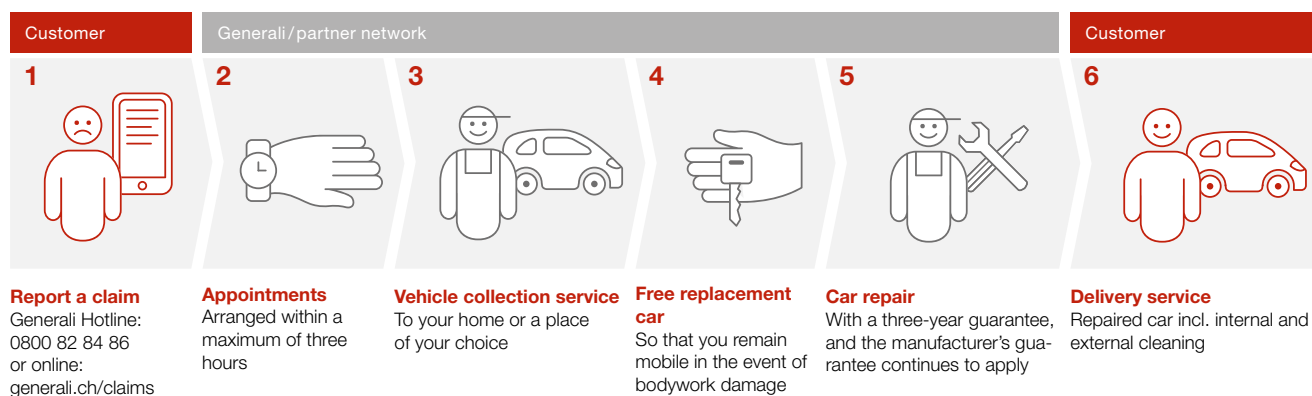 Customer
Generali/partner network
Customer
1
2
3
4
5
6
Report a claim
Generali Hotline:
0800 82 84 86
or online:
generali.ch/claims
Appointments
Arranged within a
maximum of three
hours
Vehicle collection service
To your home or a place
of your choice
Free replacement
car
So that you remain
mobile in the event of
bodywork damage
Car repair
With a three-year guarantee,
and the manufacturer's gua-
rantee continues to apply
Delivery service
Repaired car incl. internal and
external cleaning